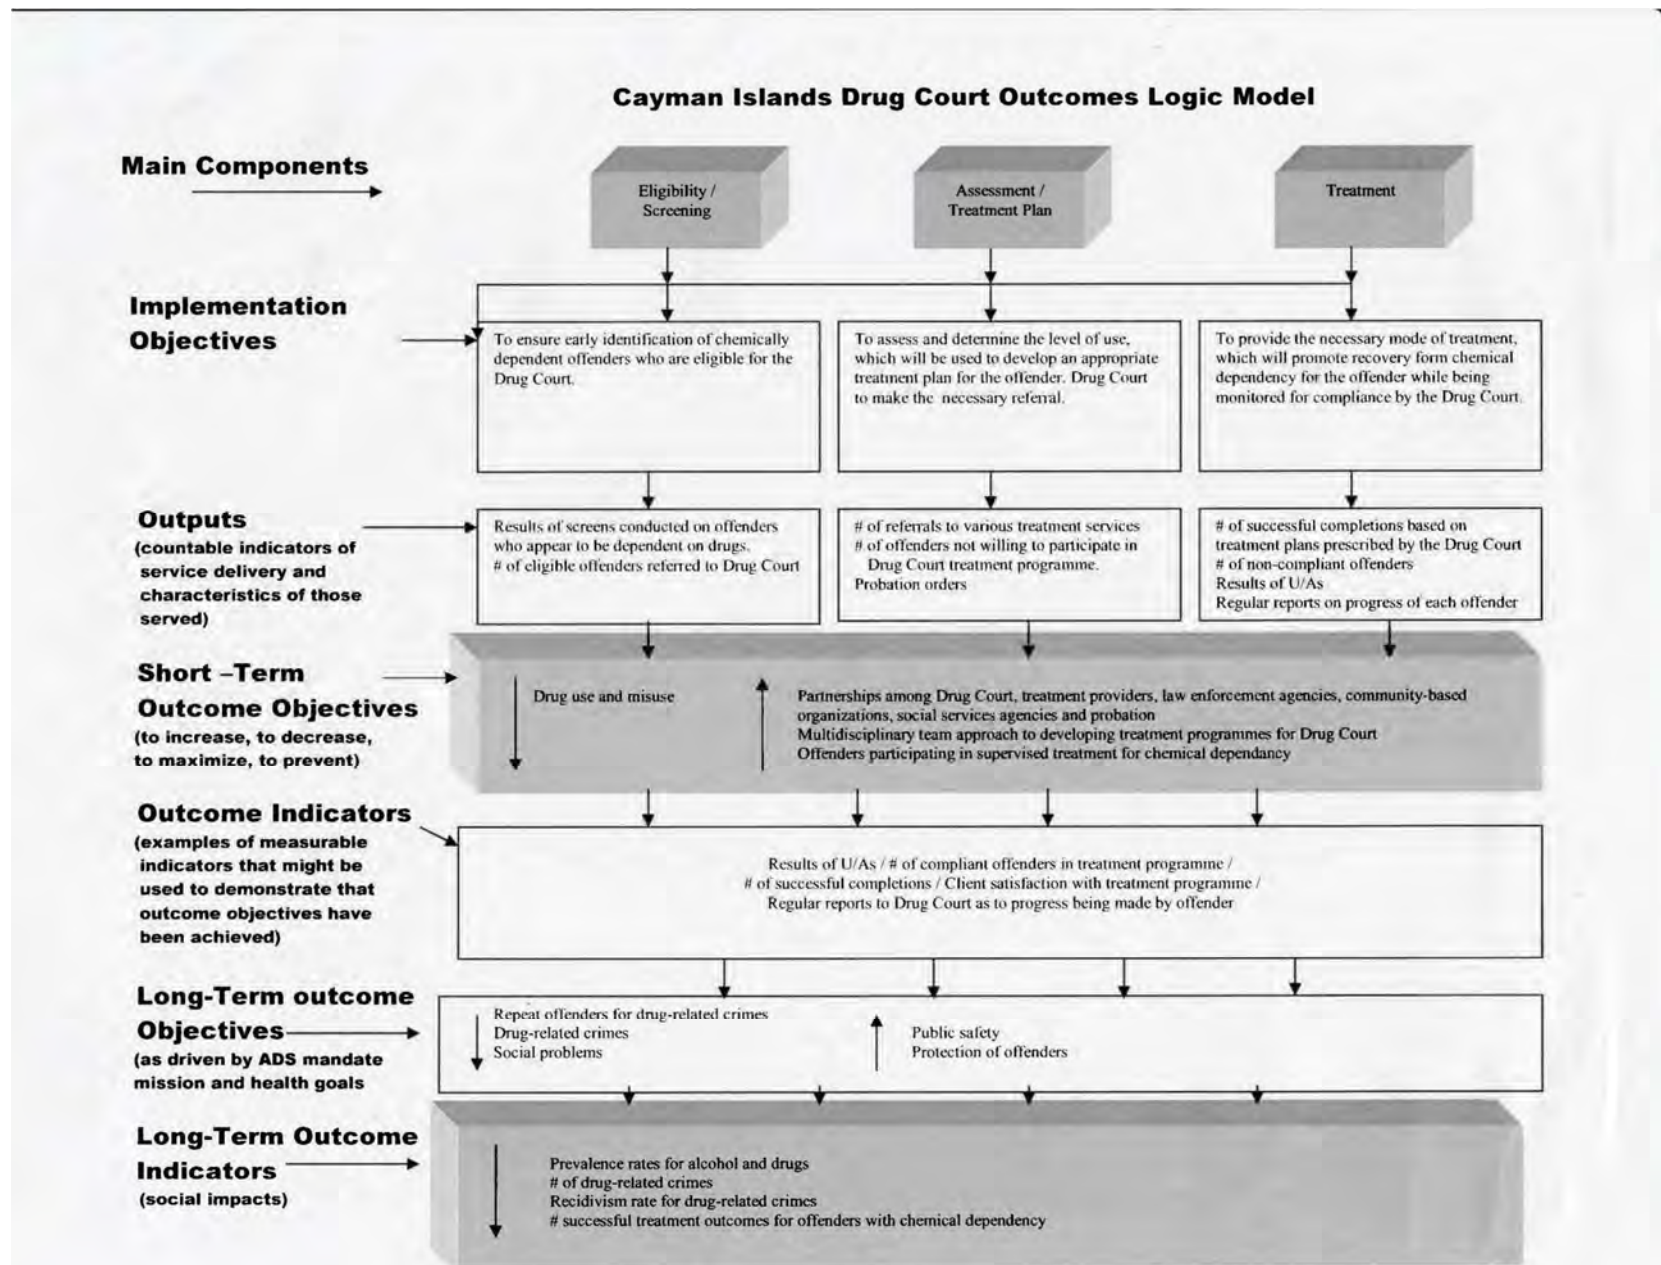 Cayman Islands Drug Court Outcomes Logic Model
Main Components
Eligibility /
Screening
Assessment /
Treatment Plan
Treatment
Implementation
Objectives
To ensure early identification of chemically
dependent offenders who are eligible for the
Drug Court.
To assess and determine the level of use,
which will be used to develop an appropriate
treatment plan for the offender. Drug Court
to make the necessary referral.
To provide the necessary mode of treatment,
which will promote recovery form chemical
dependency for the offender while being
monitored for compliance by the Drug Court.
Outputs
(countable indicators of
service delivery and
characteristics of those
served)
Results of screens conducted on offenders
who appear to be dependent on drugs.
# of eligible offenders referred to Drug Court
# of referrals to various treatment services
# of offenders not willing to participate in
Drug Court treatment programme.
Probation orders
# of successful completions based on
treatment plans prescribed by the Drug Court
# of non-compliant offenders
Results of U/As
Regular reports on progress of each offender
Short –Term
Outcome Objectives
(to increase, to decrease,
to maximize, to prevent)
Drug use and misuse
Partnerships among Drug Court, treatment providers, law enforcement agencies, community-based
organizations, social services agencies and probation
Multidisciplinary team approach to developing treatment programmes for Drug Court
Offenders participating in supervised treatment for chemical dependancy
Outcome Indicators
(examples of measurable
indicators that might be
used to demonstrate that
outcome objectives have
been achieved)
Results of U/As / # of compliant offenders in treatment programme /
# of successful completions / Client satisfaction with treatment programme /
Regular reports to Drug Court as to progress being made by offender
Long-Term outcome
Objectives
(as driven by ADS mandate
mission and health goals
Repeat offenders for drug-related crimes
Drug-related crimes
Social problems
Public safety
Protection of offenders
Long-Term Outcome
Indicators
(social impacts)
Prevalence rates for alcohol and drugs
# of drug-related crimes
Recidivism rate for drug-related crimes
# successful treatment outcomes for offenders with chemical dependency